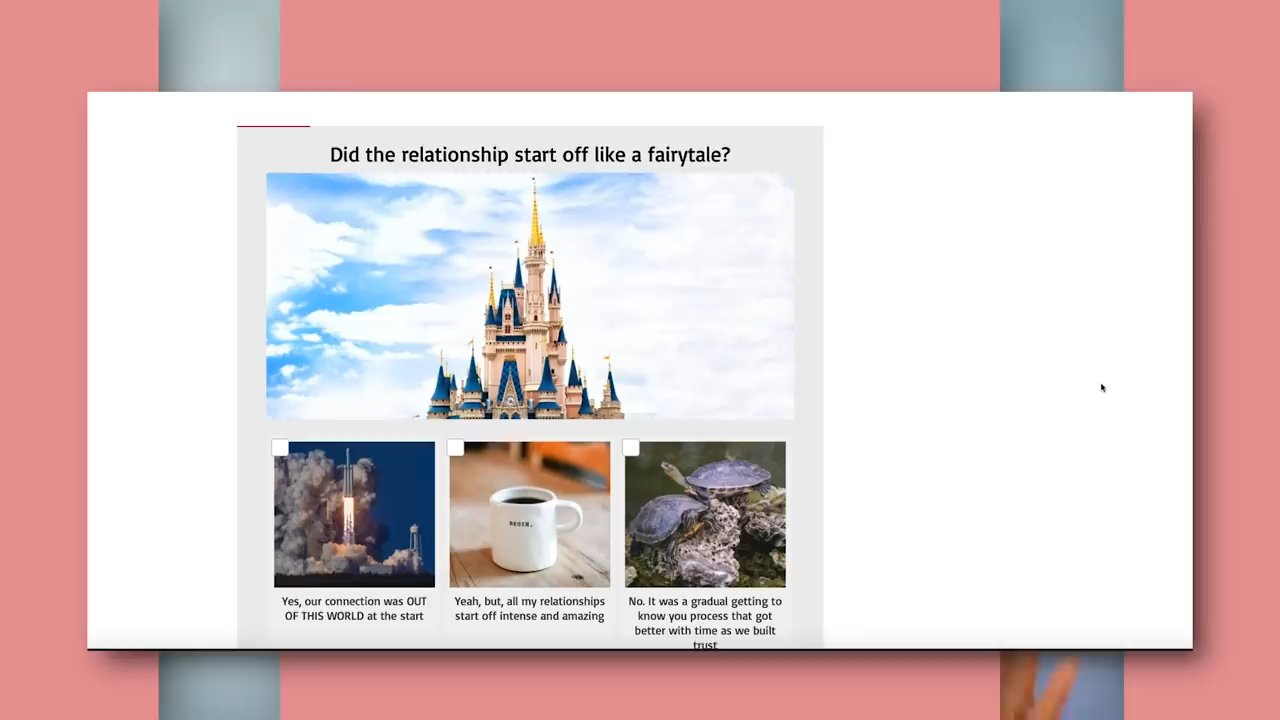 Did the relationship start off like a fairytale?
BEGIN.
Yes, our connection was OUT
OF THIS WORLD at the start
Yeah, but, all my relationships
start off intense and amazing
No. It was a gradual getting to
know you process that got
better with time as we built
trust